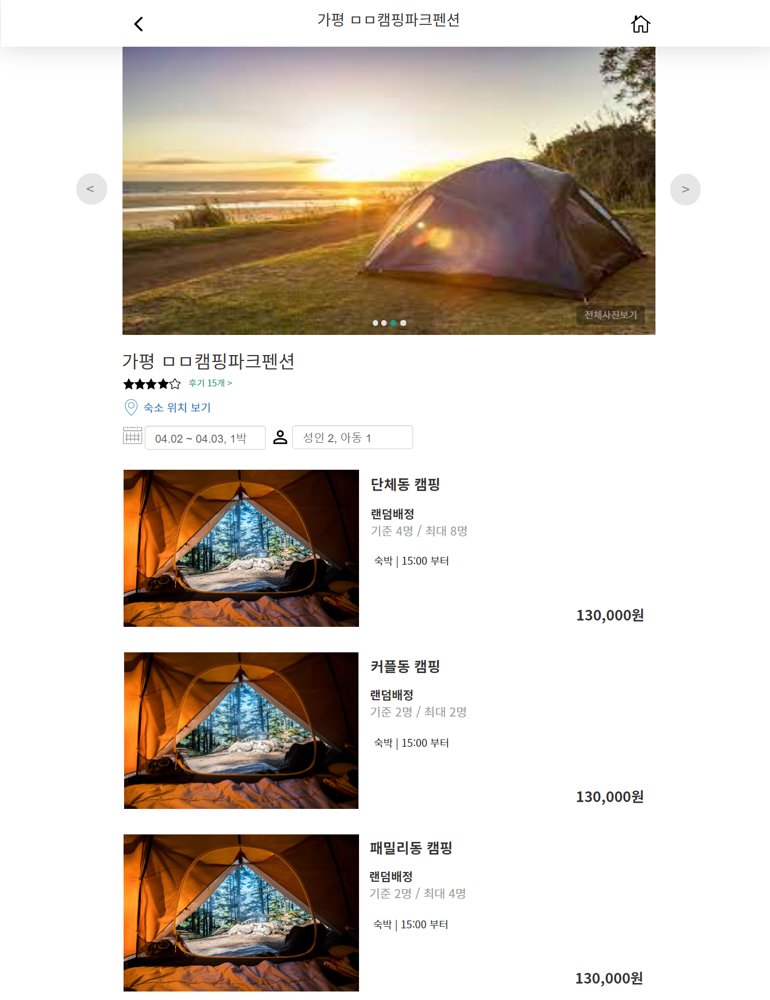 가평 ㅁㅁ캠핑파크펜션
<
>
전체사진보기
가평 ㅁㅁ캠핑파크펜션
후기 15개 >
숙소 위치 보기
04.02 ~ 04.03, 1박
성인 2, 아동 1
단체동 캠핑
랜덤배정
기준 4명 / 최대 8명
숙박 | 15:00 부터
130,000원
커플동 캠핑
랜덤배정
기준 2명 / 최대 2명
숙박 | 15:00 부터
130,000원
패밀리동 캠핑
랜덤배정
기준 2명 / 최대 4명
숙박 | 15:00 부터
130,000원